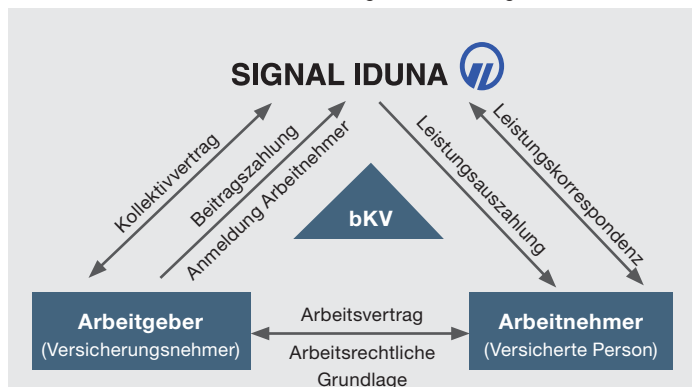 SIGNAL IDUNA
Kollektivvertrag
Beitragszahlung
Anmeldung Arbeitnehmer
Leistungsauszahlung
Leistungskorrespondenz
bKV
Arbeitgeber
(Versicherungsnehmer)
Arbeitsvertrag
Arbeitsrechtliche
Grundlage
Arbeitnehmer
(Versicherte Person)